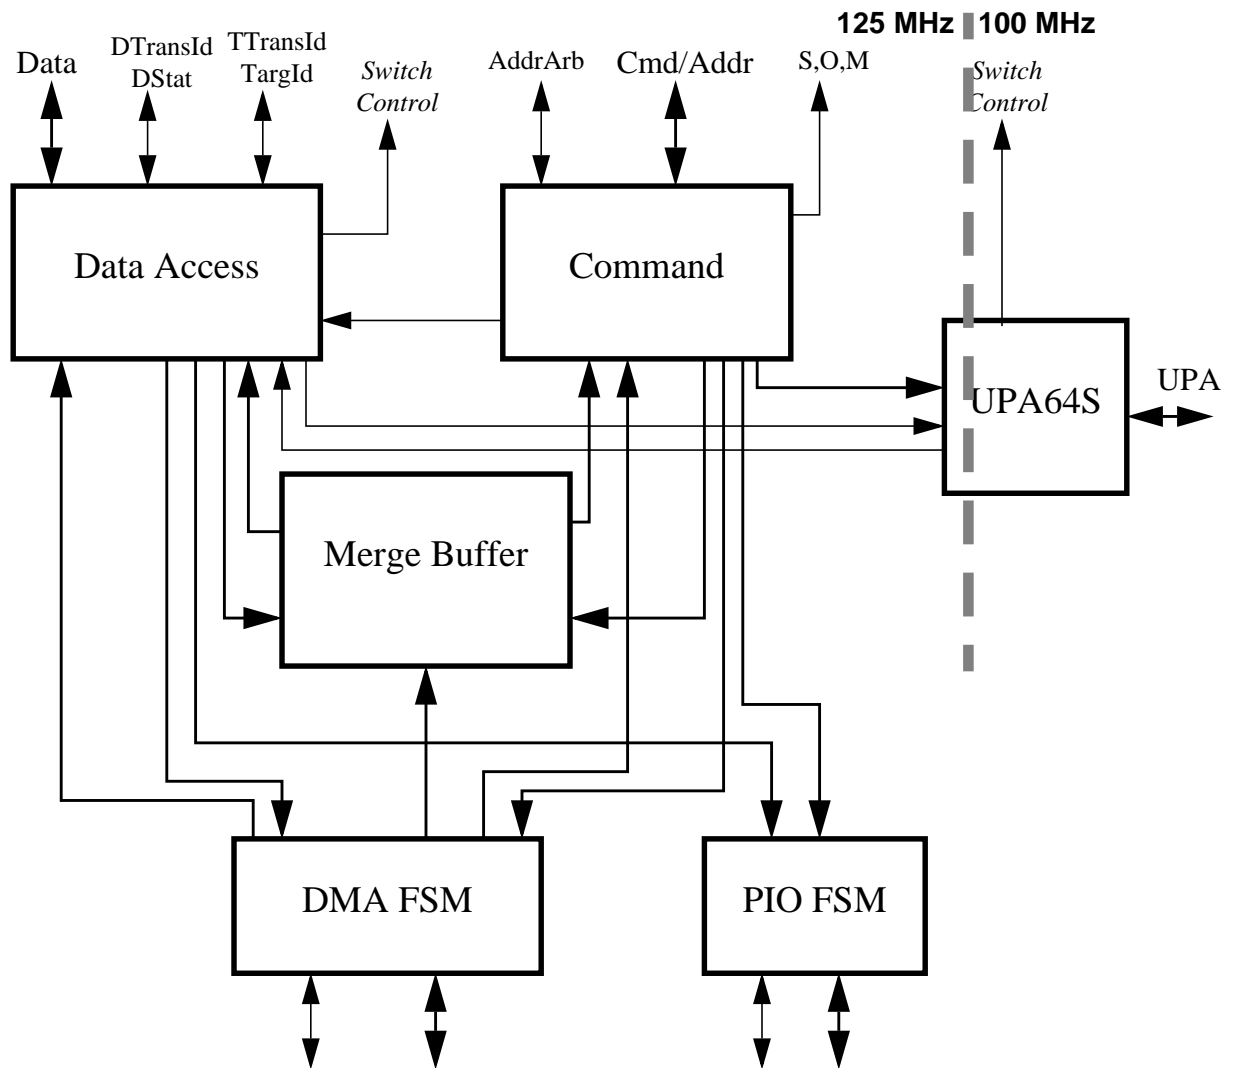 125 MHz 100 MHz
Data
DTransId
DStat
TTransId
TargId
Switch
Control
AddrArb
Cmd/Addr
S,O,M
Switch
Control
Data Access
Command
UPA64S
UPA
Merge Buffer
DMA FSM
PIO FSM